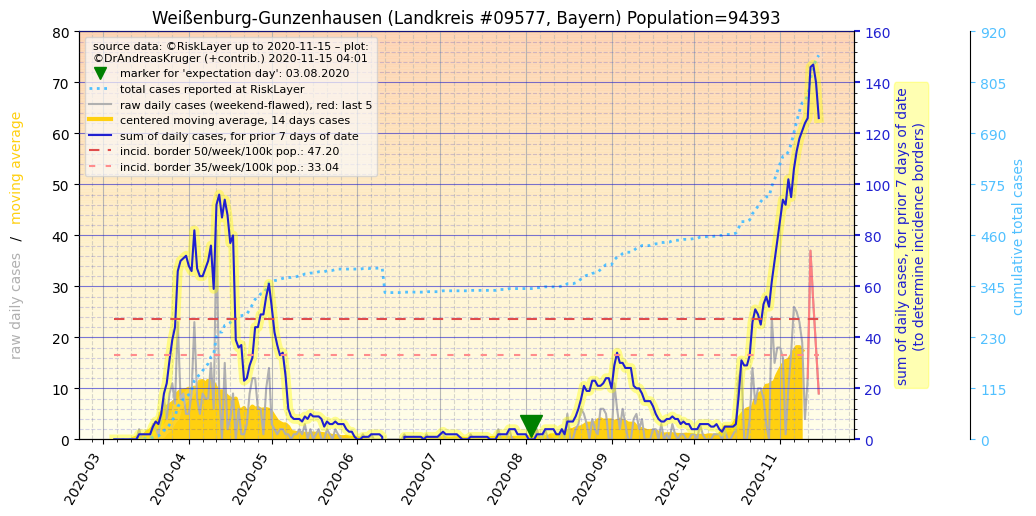 Weißenburg-Gunzenhausen (Landkreis #09577, Bayern) Population=94393
source data: ©RiskLayer up to 2020-11-15 – plot:
©DrAndreasKruger (+contrib.) 2020-11-15 04:01
marker for 'expectation day': 03.08.2020
total cases reported at RiskLayer
raw daily cases (weekend-flawed), red: last 5
centered moving average, 14 days cases
sum of daily cases, for prior 7 days of date
incid. border 50/week/100k pop.: 47.20
incid. border 35/week/100k pop.: 33.04
raw daily cases / moving average
80
70
60
50
40
30
20
10
0
2020-03
2020-04
2020-05
2020-06
2020-07
2020-08
2020-09
2020-10
2020-11
160
140
120
100
80
60
40
20
0
sum of daily cases, for prior 7 days of date
(to determine incidence borders)
920
805
690
575
460
345
230
115
0
cumulative total cases